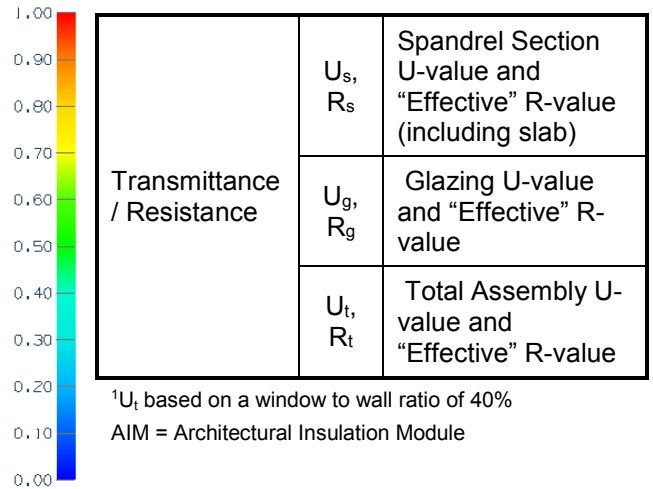 1.00
0.90
0.80
0.70
0.60
0.50
0.40
0.30
0.20
0.10
0.00
Transmittance
/ Resistance
Us,
Rs
Spandrel Section
U-value and
“Effective” R-value
(including slab)
Ug,
Rg
Glazing U-value
and “Effective” R-
value
Ut,
Rt
Total Assembly U-
value and
“Effective” R-value
¹Ut based on a window to wall ratio of 40%
AIM = Architectural Insulation Module